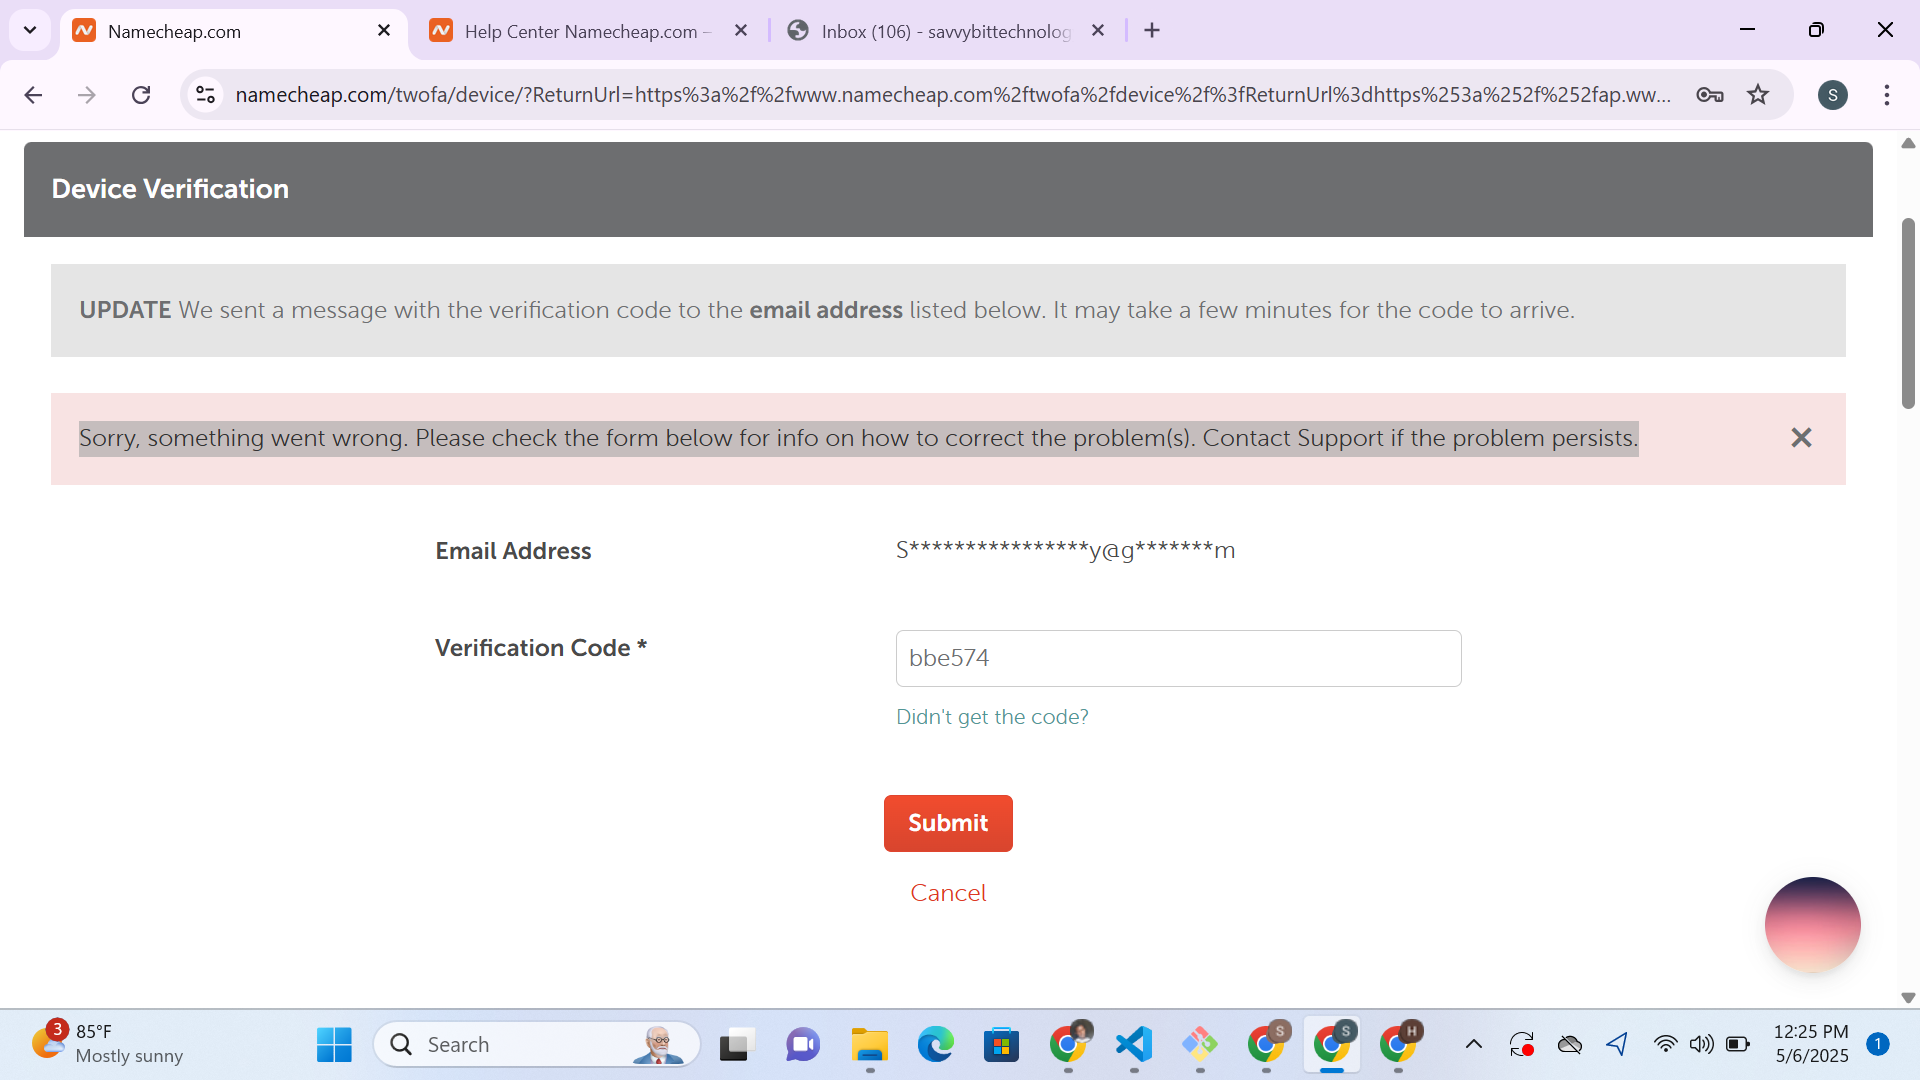 Namecheap.com
Help Center Namecheap.com –
Inbox (106) - savvybittechnolog
namecheap.com/twofa/device/?ReturnUrl=https%3a%2f%2fwww.namecheap.com%2ftwofa%2fdevice%2f%3fReturnUrl%3dhttps%253a%252f%252fap.ww...
S
Device Verification
UPDATE We sent a message with the verification code to the email address listed below. It may take a few minutes for the code to arrive.
Sorry, something went wrong. Please check the form below for info on how to correct the problem(s). Contact Support if the problem persists.
Email Address
S****************y@g*******m
Verification Code *
bbe574
Didn't get the code?
Submit
Cancel
3
85°F
Mostly sunny
Search
S
S
H
12:25 PM
5/6/2025
1